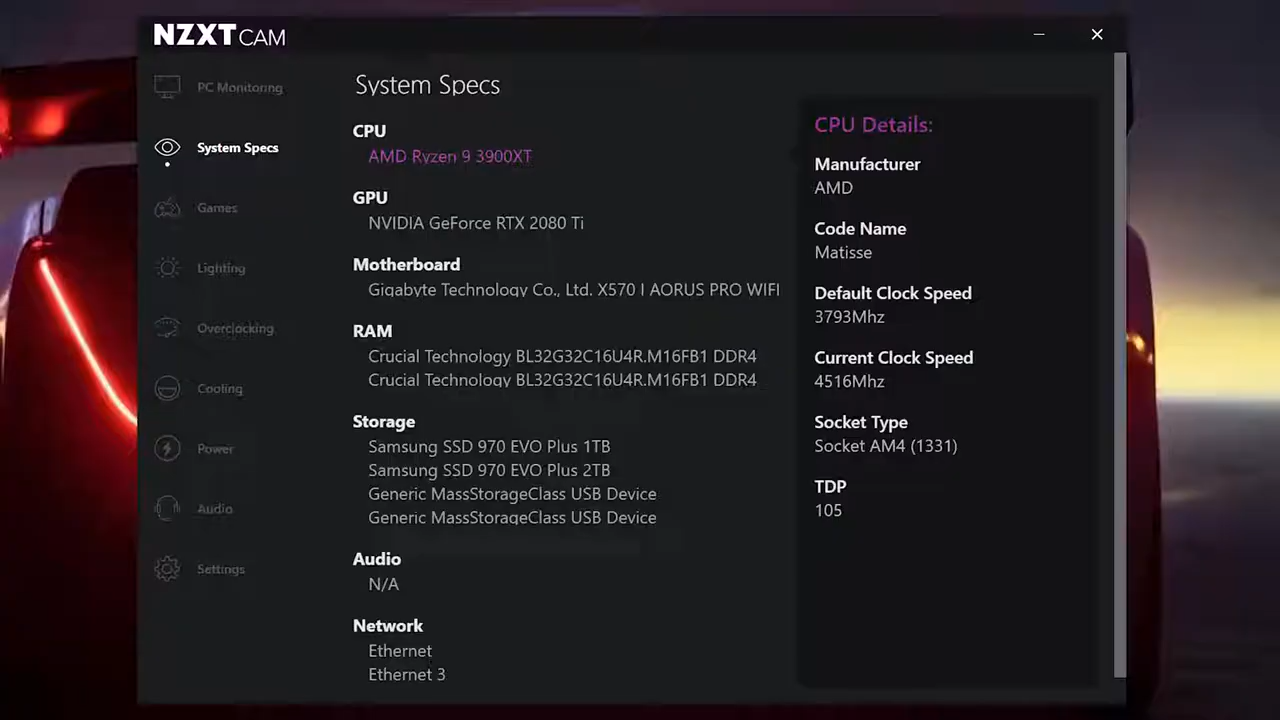 NZXT CAM
PC Monitoring
System Specs
Games
Lighting
Overclocking
Cooling
Power
Audio
Settings
System Specs
CPU
AMD Ryzen 9 3900XT
GPU
NVIDIA GeForce RTX 2080 Ti
Motherboard
Gigabyte Technology Co., Ltd. X570 I AORUS PRO WIFI
RAM
Crucial Technology BL32G32C16U4R.M16FB1 DDR4
Crucial Technology BL32G32C16U4R.M16FB1 DDR4
Storage
Samsung SSD 970 EVO Plus 1TB
Samsung SSD 970 EVO Plus 2TB
Generic MassStorageClass USB Device
Generic MassStorageClass USB Device
Audio
N/A
Network
Ethernet
Ethernet 3
CPU Details:
Manufacturer
AMD
Code Name
Matisse
Default Clock Speed
3793Mhz
Current Clock Speed
4516Mhz
Socket Type
Socket AM4 (1331)
TDP
105